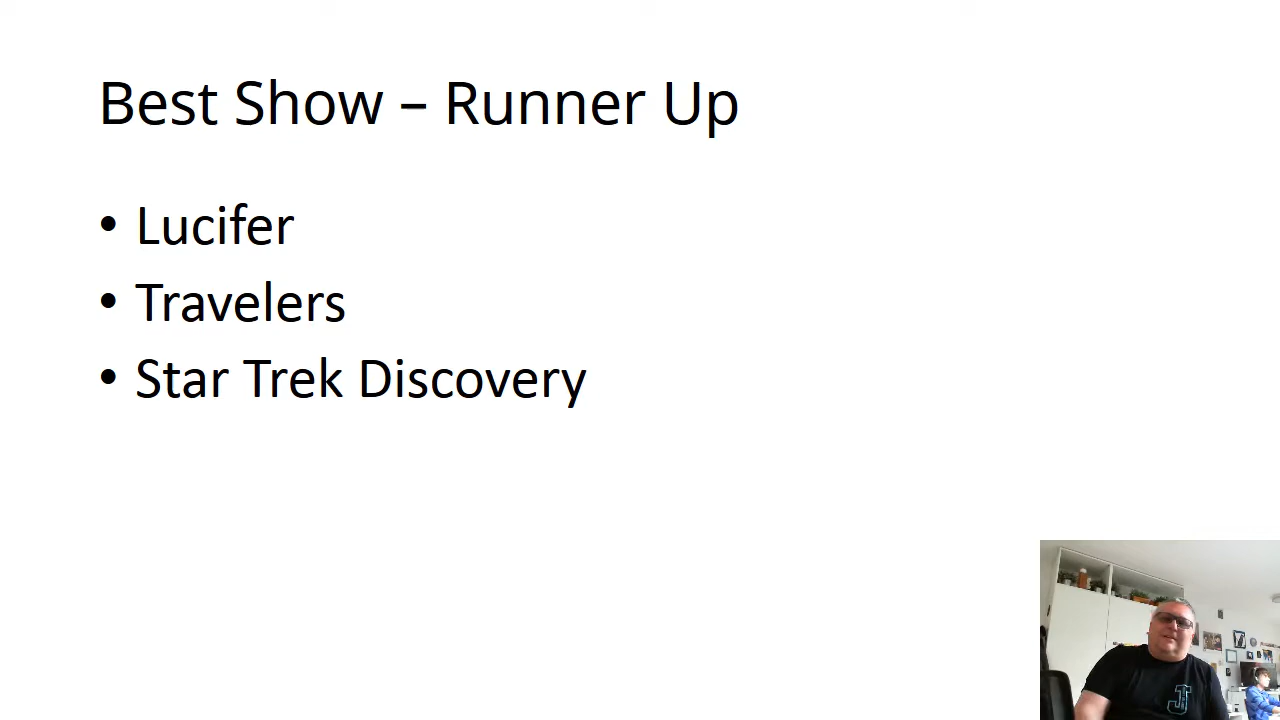 Best Show – Runner Up
• Lucifer
• Travelers
• Star Trek Discovery